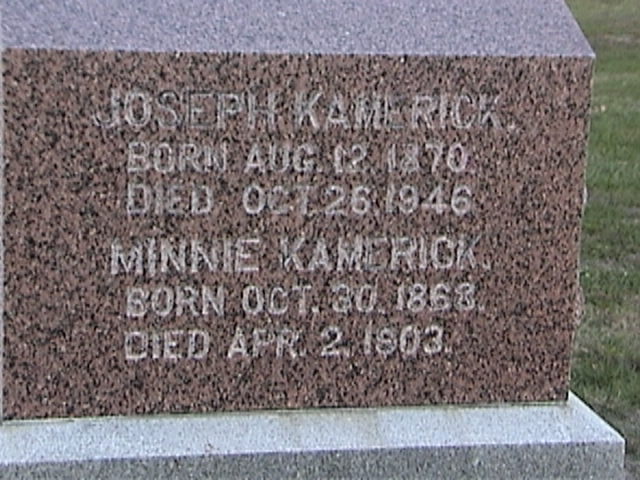 JOSEPH KAMERICK.
BORN AUG. 12. 1870.
DIED OCT. 26. 1946
MINNIE KAMERICK.
BORN OCT. 30. 1868.
DIED APR. 2. 1903.